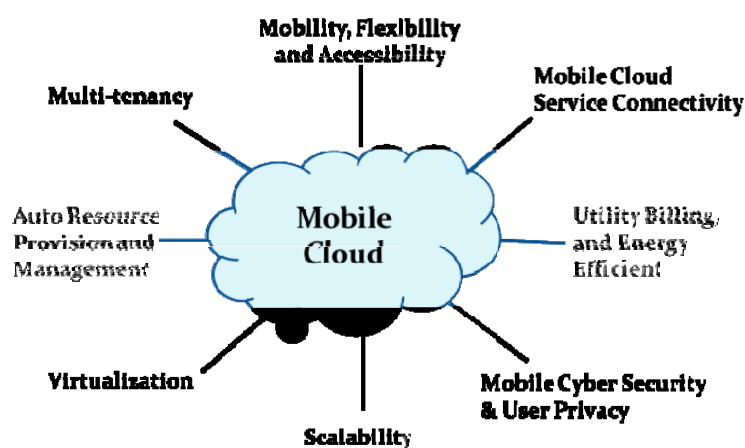 Mobility, Flexibility
and Accessibility
Mobile Cloud
Service Connectivity
Multi-tenancy
Auto Resource
Provision and
Management
Mobile
Cloud
Utility Billing,
and Energy
Efficient
Virtualization
Mobile Cyber Security
& User Privacy
Scalability